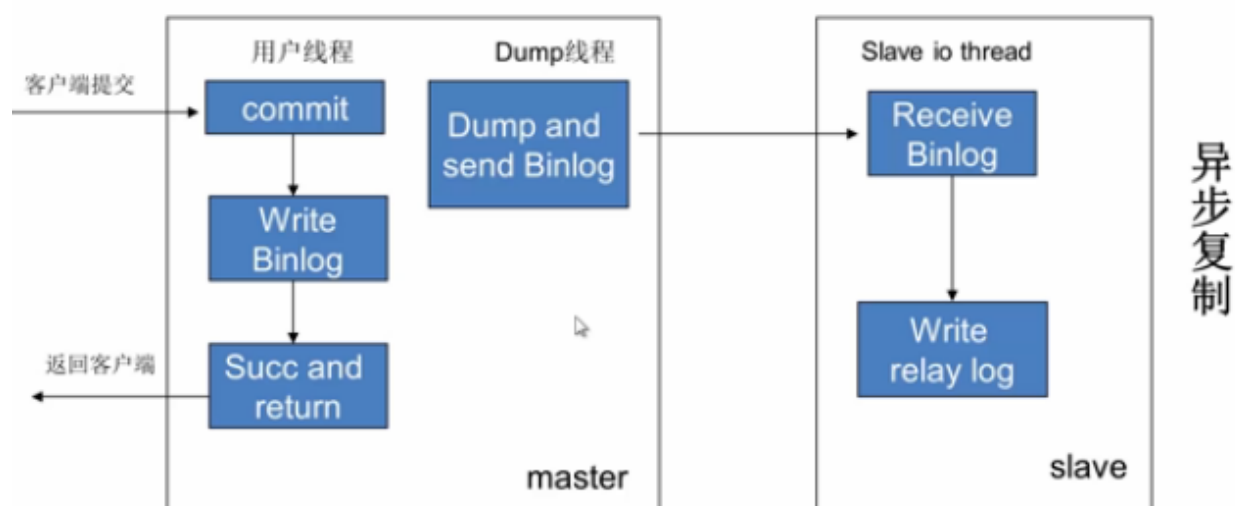 用户线程
Dump线程
Slave io thread
客户端提交
commit
Dump and
send Binlog
Receive
Binlog
Write
Binlog
异步复制
返回客户端
Succ and
return
Write
relay log
master
slave